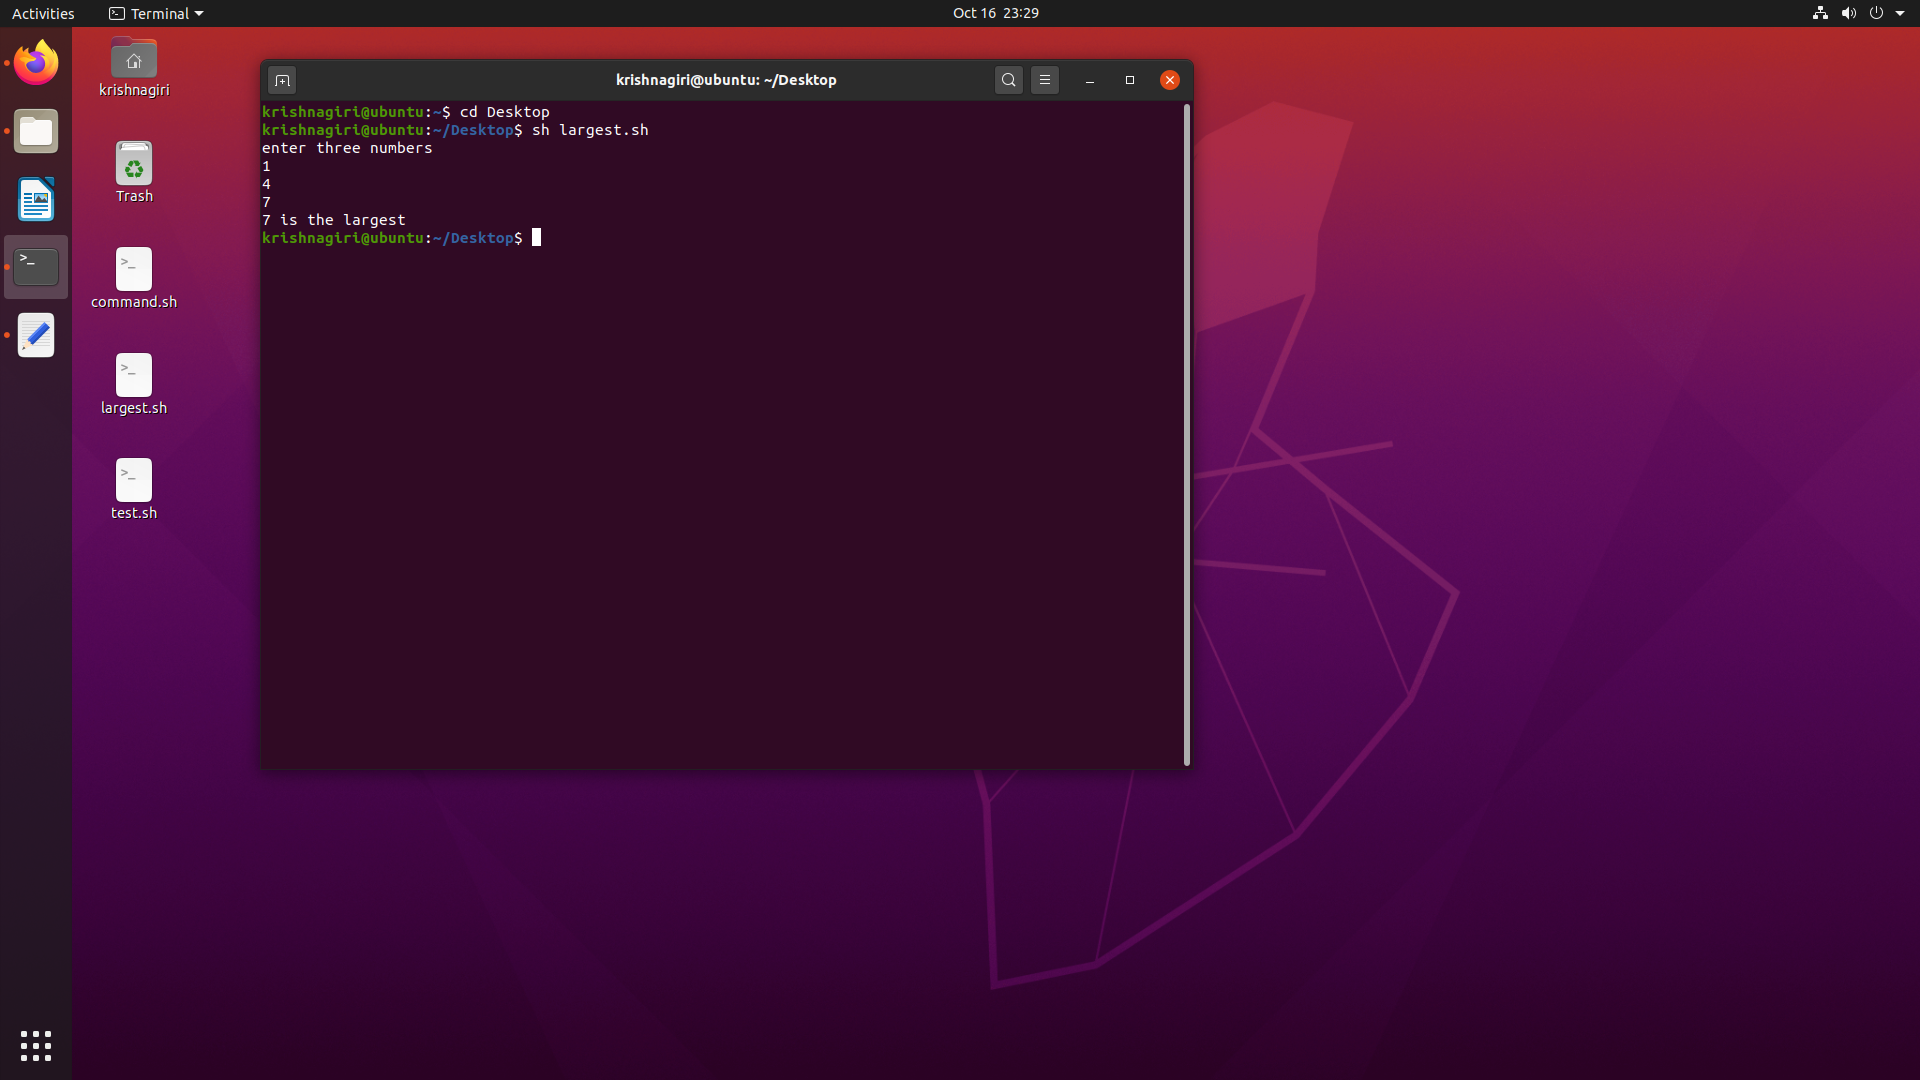 Activities
Terminal
Oct 16 23:29
krishnagiri
Trash
>_
command.sh
>_
largest.sh
>_
test.sh
>_
krishnagiri@ubuntu: ~/Desktop
krishnagiri@ubuntu:~$ cd Desktop
krishnagiri@ubuntu:~/Desktop$ sh largest.sh
enter three numbers
1
4
7
7 is the largest
krishnagiri@ubuntu:~/Desktop$